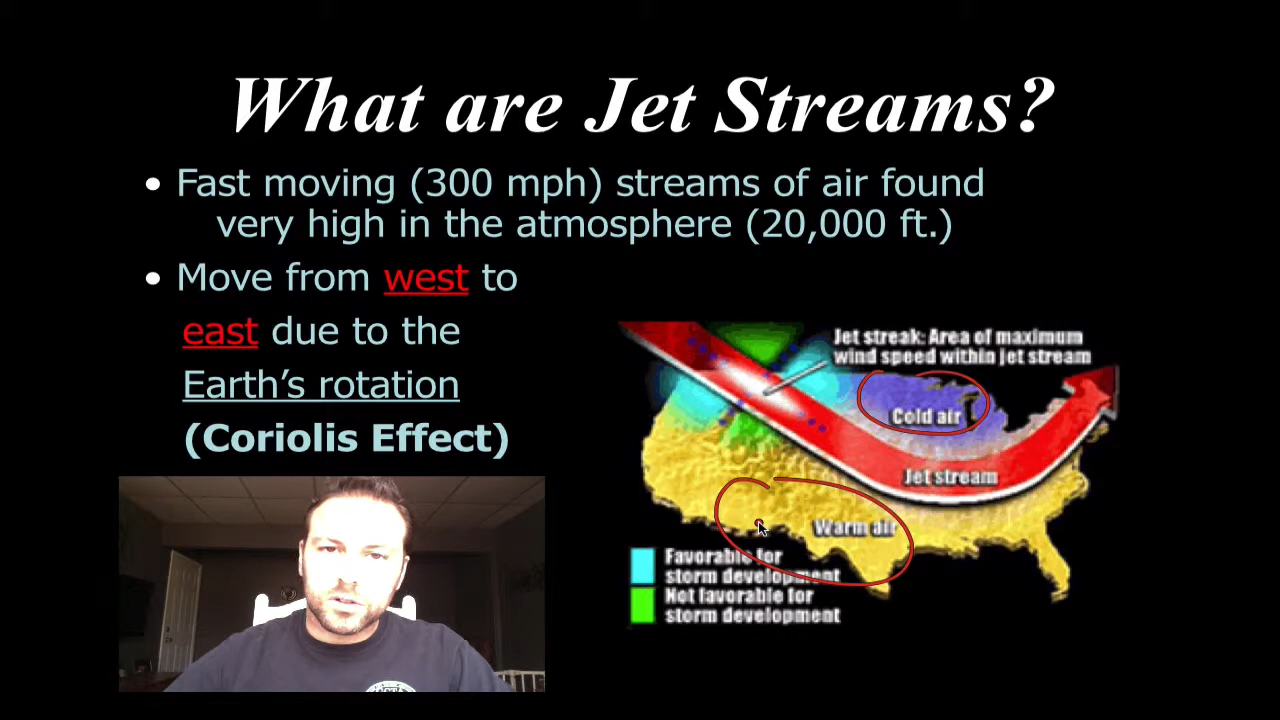 What are Jet Streams?
• Fast moving (300 mph) streams of air found
very high in the atmosphere (20,000 ft.)
• Move from west to
east due to the
Earth's rotation
(Coriolis Effect)
Jet streak: Area of maximum
wind speed within jet stream
Cold air
Jet stream
Warm air
Favorable for
storm development
Not favorable for
storm development